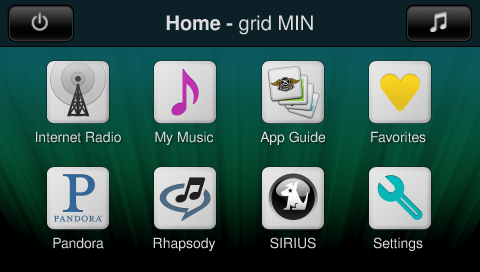 Home - grid MIN
Internet Radio
My Music
App Guide
Favorites
PANDORA
Pandora
Rhapsody
SIRIUS
Settings